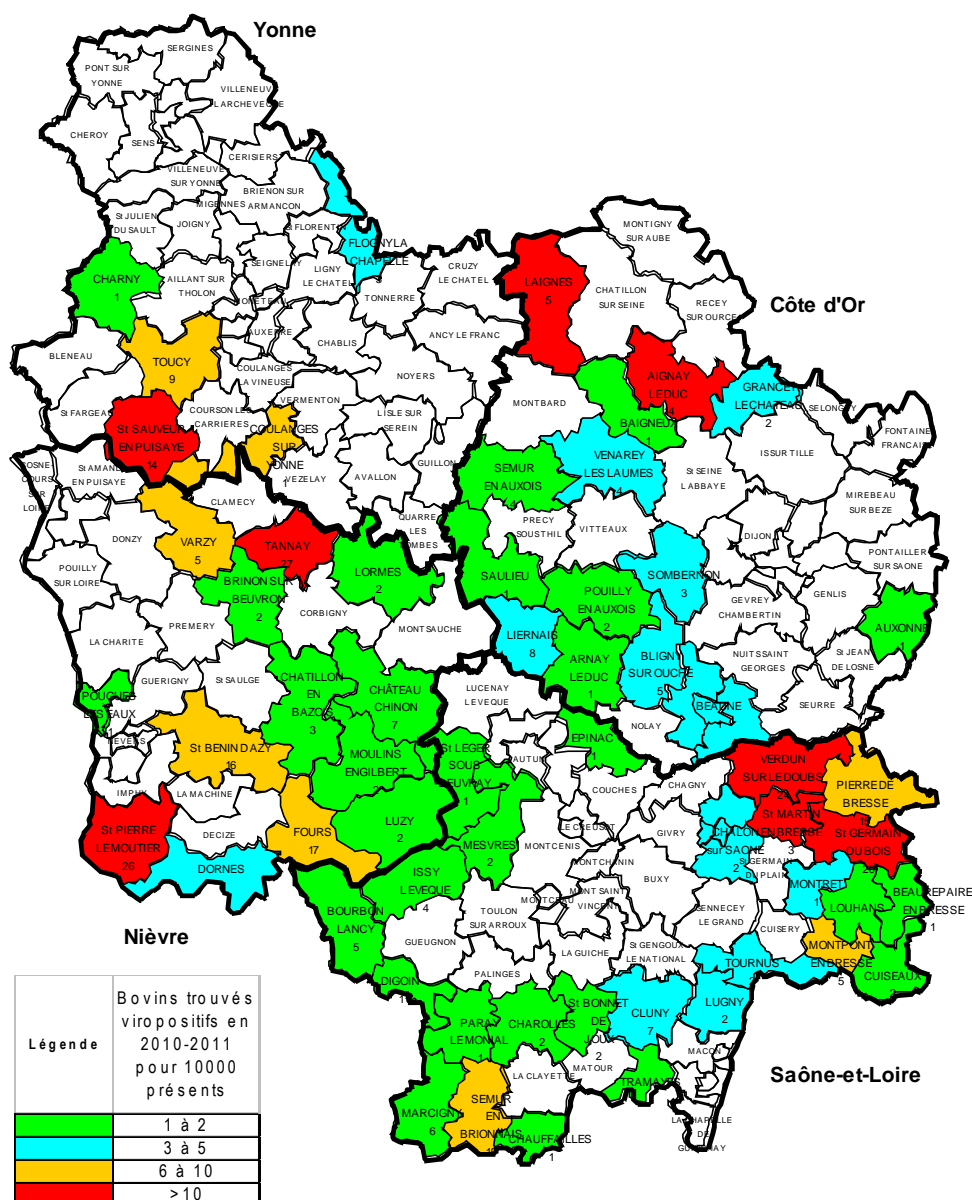 Yonne
SERGINES
PONT SUR
YONNE
VILLENEUVE
LARCHEVEQUE
CHEROY
SENS
CERISIERS
VILLENEUVE
SUR YONNE
BRIENON SUR
ARMANCON
MIGENNES
St JULIEN
DU SAULT
JOIGNY
St FLORENTIN
FLOGNY LA
CHAPELLE
SEIGNELAY
LIGNY
LE CHATEL
CRUZY
LE CHATEL
TONNERRE
CHARNY
1
AILLANT SUR
THOLON
MONETEAU
AUXERRE
CHABLIS
ANCY LE FRANC
BLENEAU
TOUCY
9
COULANGES
LA VINEUSE
NOYERS
St FARGEAU
St SAUVEUR
EN PUISAYE
14
COURSON LES
CARRIERES
VERMENTON
LISLE SUR
SEREIN
COULANGES
SUR
YONNE
1
VEZELAY
AVALLON
GUILLON
QUARRE
LES
TOMBES
Côte d'Or
MONTIGNY
SUR AUBE
LAIGNES
5
CHATILLON
SUR SEINE
RECEY
SUR OURCE
AIGNAY
LE DUC
GRANCEY
LE CHATEAU
2
MONTBARD
BAIGNEUX
1
SELONGEY
FONTAINE
FRANCAISE
IS SUR TILLE
VENAREY
LES LAUMES
SEMUR
EN AUXOIS
4
St SEINE
L ABBAYE
MIREBEAU
SUR BEZE
PRECY
SOUS THIL
VITTEAUX
DIJON
PONTAILLER
SUR SAONE
SOMBERNON
3
SAULIEU
1
POUILLY
EN AUXOIS
2
GEVREY
CHAMBERTIN
GENLIS
AUXONNE
1
LIERNAIS
8
ARNAY
LE DUC
1
BLIGNY
SUR OUCHE
5
NUITS SAINT
GEORGES
St JEAN
DE LOSNE
BEAUNE
SEURRE
NOLAY
COSNE
COURS
SUR
LOIRE
St AMAND
EN PUISAYE
CLAMECY
DONZY
VARZY
5
TANNAY
27
POUILLY
SUR LOIRE
BRINON SUR
BEUVRON
2
LORMES
2
CORBIGNY
MONTSAUCHE
LA CHARITE
PREMERY
GUERIGNY
St SAULGE
CHATILLON
EN
BAZOIS
3
CHÂTEAU
CHINON
7
POUGUES
LES EAUX
1
NEVERS
St BENIN D AZY
16
MOULINS
ENGILBERT
2
IMPHY
LA MACHINE
St PIERRE
LE MOUTIER
26
DECIZE
FOURS
17
LUZY
2
DORNES
Nièvre
LUCENAY
L EVEQUE
St LEGER
SOUS
BEUVRAY
1
AUTUN
EPINAC
1
COUCHES
CHAGNY
VERDUN
SUR LE DOUBS
PIERRE DE
BRESSE
LE CREUSOT
GIVRY
CHALON
sur SAONE
2
St MARTIN
EN BRESSE
3
St GERMAIN
DU BOIS
MESVRES
2
MONTCENIS
MONTCHANIN
BUXY
St GERMAIN
DU PLAIN
MONTRET
1
LOUHANS
BEAUREPAIRE
EN BRESSE
1
ISSY
L EVEQUE
4
BOURBON
LANCY
5
TOULON
SUR ARROUX
MONTCEAU
MONT SAINT
VINCENT
SENNECEY
LE GRAND
CUISERY
MONTPONT
EN BRESSE
5
CUISEAUX
2
GUEUGNON
PALINGES
LA GUICHE
St GENGOUX
LE NATIONAL
TOURNUS
2
DIGOIN
1
PARAY
LE MONIAL
1
CHAROLLES
2
St BONNET
DE
JOUX
2
CLUNY
7
LUGNY
2
LA CLAYETTE
MATOUR
TRAMAYES
MACON
MARCIGNY
6
SEMUR
EN
BRIONNAIS
CHAUFFAILLES
1
LA CHAPELLE
DE
GUINCHAY
Saône-et-Loire
Légende
Bovins trouvés
viropositifs en
2010-2011
pour 10000
présents
1 à 2
3 à 5
6 à 10
>10